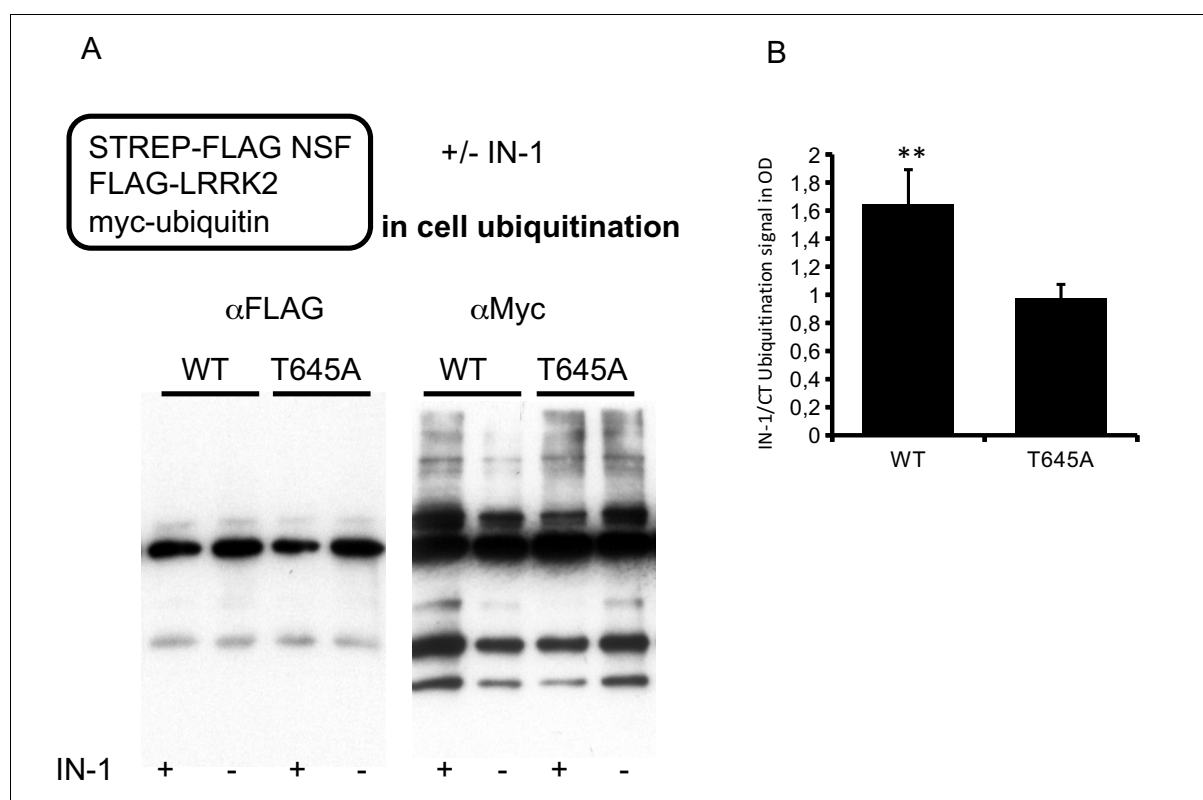 A
STREP-FLAG NSF
FLAG-LRRK2
myc-ubiquitin
+/- IN-1
in cell ubiquitination
αFLAG αMyc
WT T645A WT T645A
IN-1 + - + - + - + -
B
IN-1/CT Ubiquitination signal in OD
2
1,8
1,6
1,4
1,2
1
0,8
0,6
0,4
0,2
0
**
WT T645A